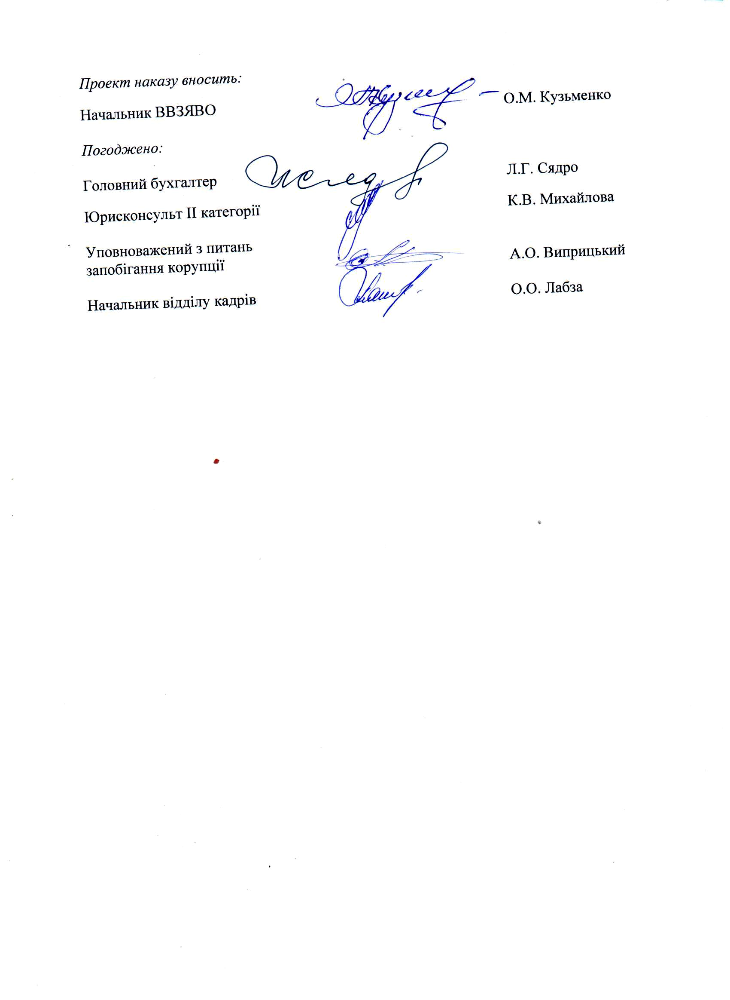 Проект наказу вносить:
Начальник ВВЗЯВО О.М. Кузьменко
Погоджено:
Головний бухгалтер Л.Г. Сядро
Юрисконсульт ІІ категорії К.В. Михайлова
Уповноважений з питань
запобігання корупції А.О. Виприцький
Начальник відділу кадрів О.О. Лабза